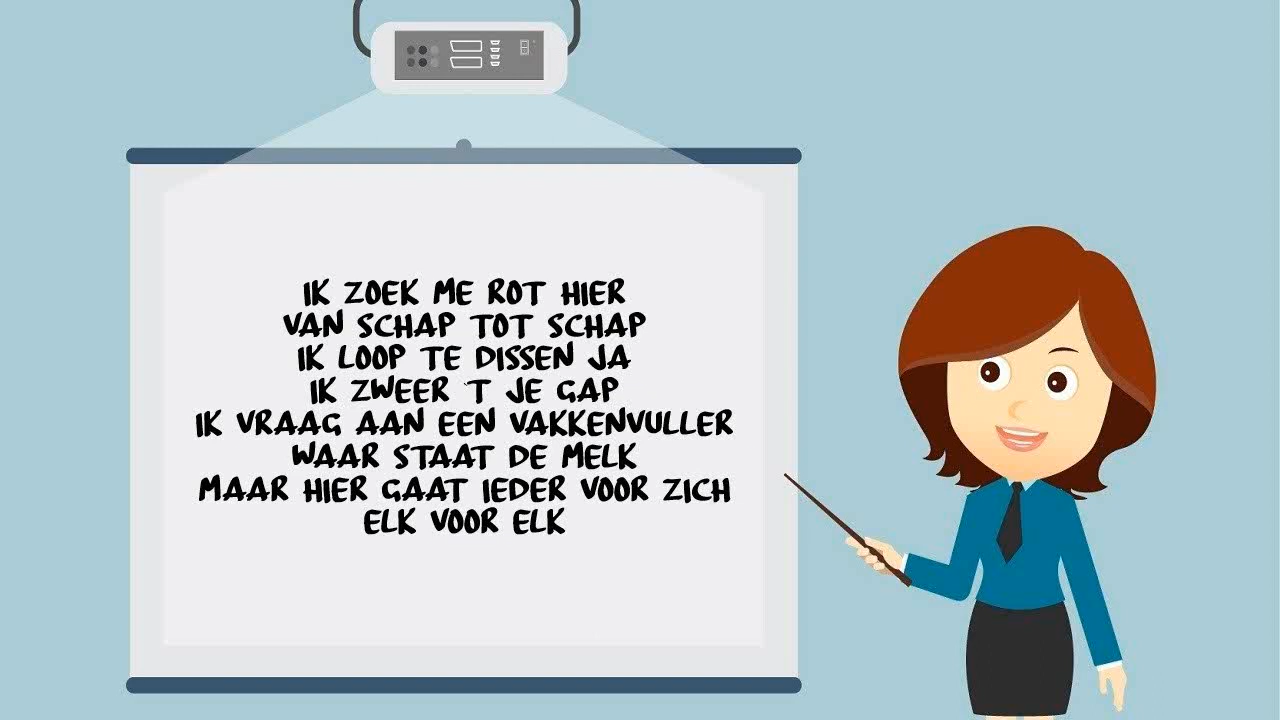 IK ZOEK ME ROT HIER
VAN SCHAP TOT SCHAP
IK LOOP TE DISSEN JA
IK ZWEER `T JE GAP
IK VRAAG AAN EEN VAKKENVULLER
WAAR STAAT DE MELK
MAAR HIER GAAT IEDER VOOR ZICH
ELK VOOR ELK